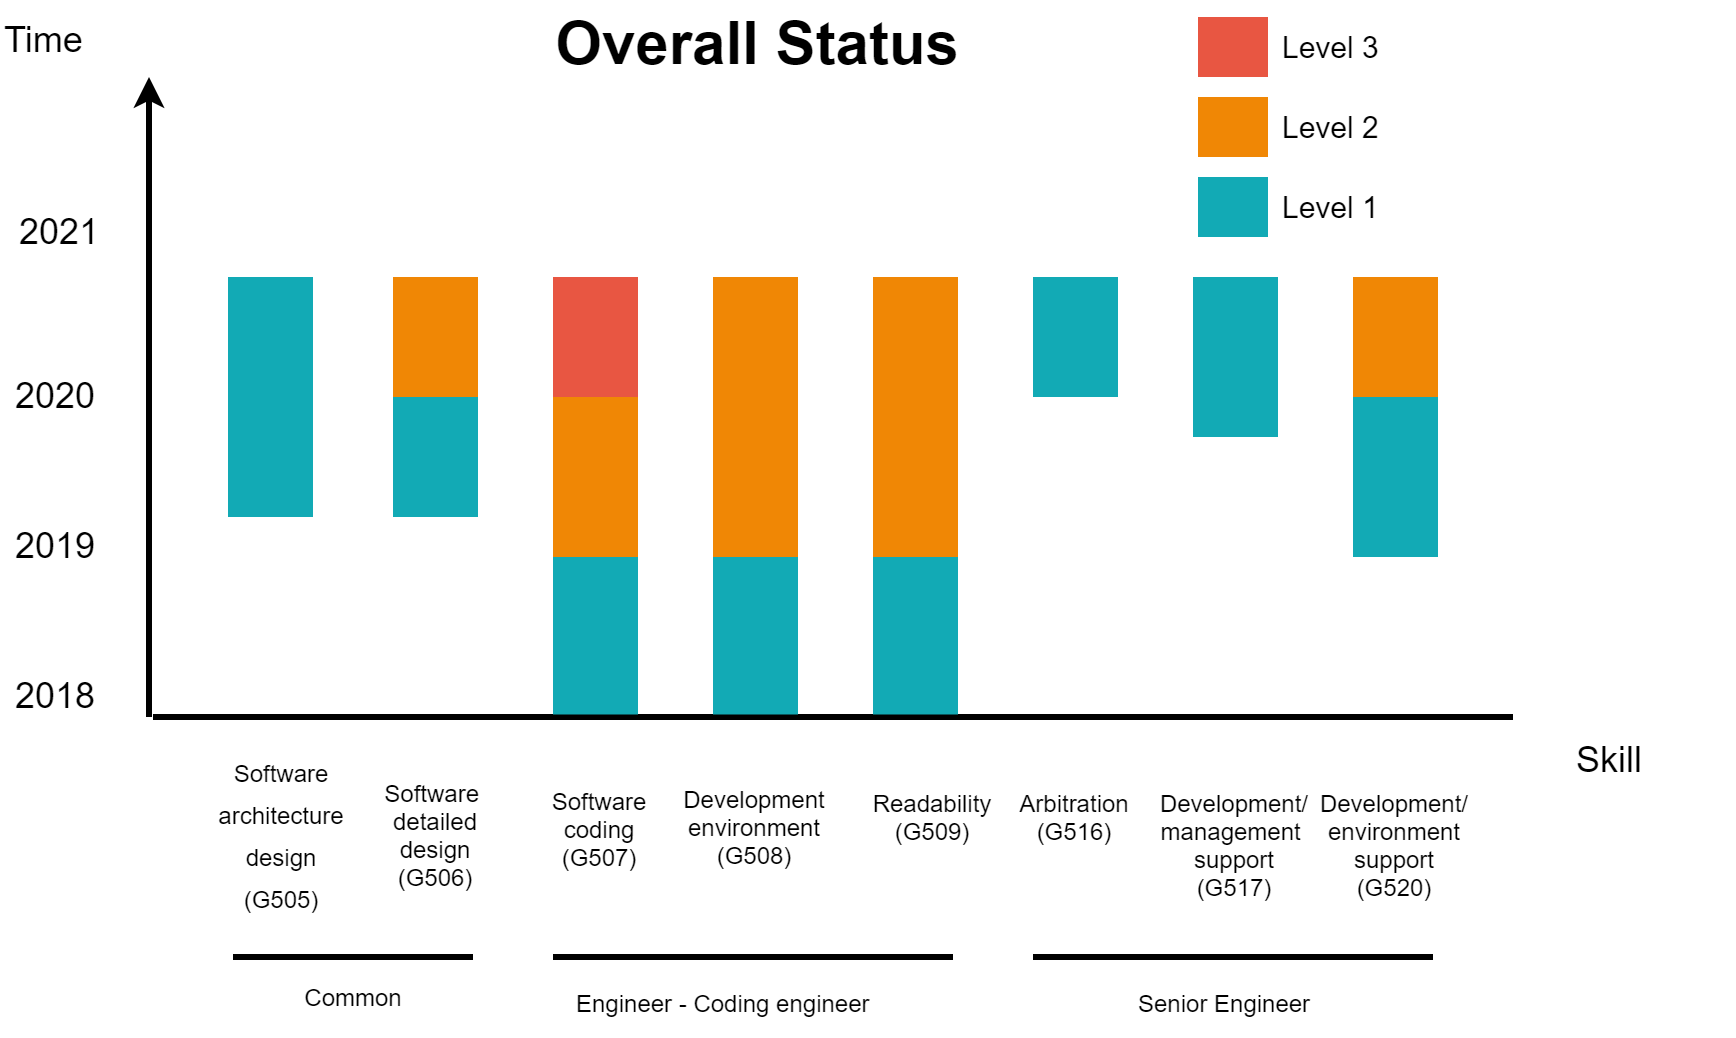 Time
Overall Status
Level 3
Level 2
Level 1
2021
2020
2019
2018
Skill
Software
architecture
design
(G505)
Software
detailed
design
(G506)
Software
coding
(G507)
Development
environment
(G508)
Readability
(G509)
Arbitration
(G516)
Development/
management
support
(G517)
Development/
environment
support
(G520)
Common
Engineer - Coding engineer
Senior Engineer